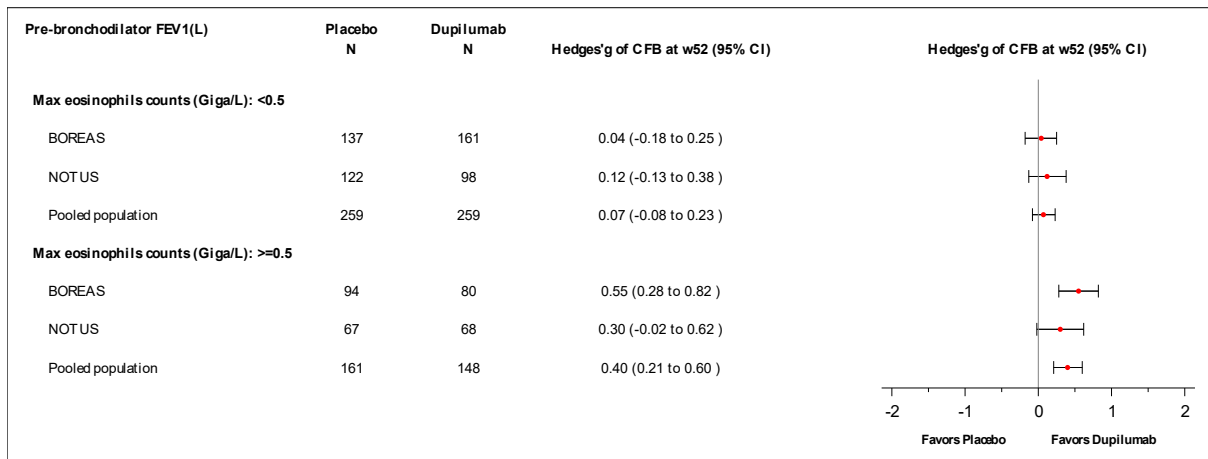 Pre-bronchodilator FEV1(L) Placebo Dupilumab
N N Hedges'g of CFB at w52 (95% CI) Hedges'g of CFB at w52 (95% CI)
Max eosinophils counts (Giga/L): <0.5
BOREAS 137 161 0.04 (-0.18 to 0.25 )
NOTUS 122 98 0.12 (-0.13 to 0.38 )
Pooled population 259 259 0.07 (-0.08 to 0.23 )
Max eosinophils counts (Giga/L): >=0.5
BOREAS 94 80 0.55 (0.28 to 0.82 )
NOTUS 67 68 0.30 (-0.02 to 0.62 )
Pooled population 161 148 0.40 (0.21 to 0.60 )
-2 -1 0 1 2
Favors Placebo Favors Dupilumab